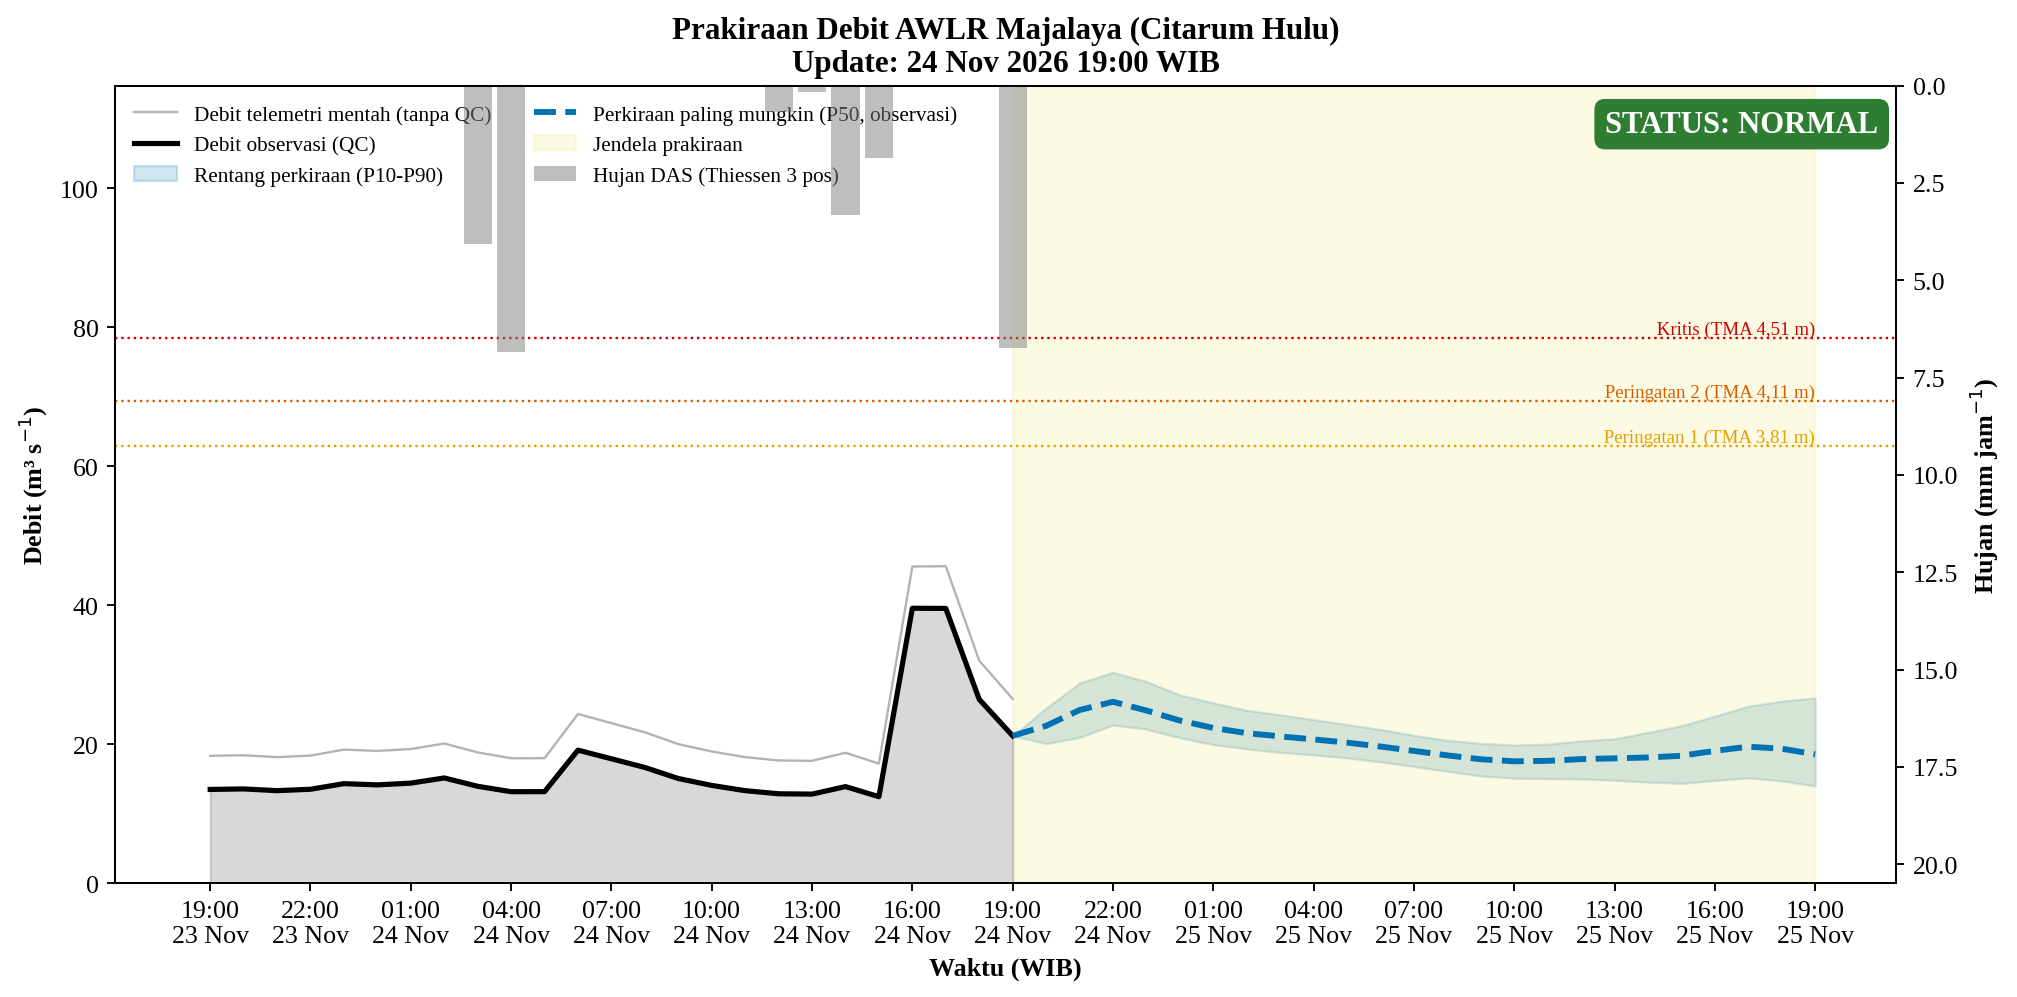 Prakiraan Debit AWLR Majalaya (Citarum Hulu)
Update: 24 Nov 2026 19:00 WIB
Debit telemetri mentah (tanpa QC)
Debit observasi (QC)
Rentang perkiraan (P10-P90)
Perkiraan paling mungkin (P50, observasi)
Jendela prakiraan
Hujan DAS (Thiessen 3 pos)
STATUS: NORMAL
Kritis (TMA 4,51 m)
Peringatan 2 (TMA 4,11 m)
Peringatan 1 (TMA 3,81 m)
Debit (m³ s⁻¹)
100
80
60
40
20
0
Hujan (mm jam⁻¹)
0.0
2.5
5.0
7.5
10.0
12.5
15.0
17.5
20.0
19:00 22:00 01:00 04:00 07:00 10:00 13:00 16:00 19:00 22:00 01:00 04:00 07:00 10:00 13:00 16:00 19:00
23 Nov 23 Nov 24 Nov 24 Nov 24 Nov 24 Nov 24 Nov 24 Nov 24 Nov 24 Nov 25 Nov 25 Nov 25 Nov 25 Nov 25 Nov 25 Nov 25 Nov
Waktu (WIB)